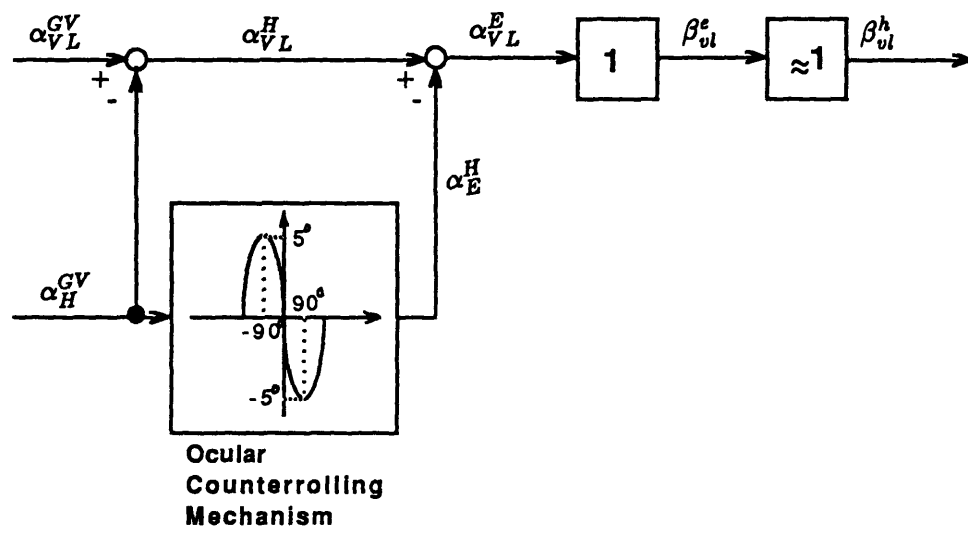 α^{GV}_{VL} α^{H}_{VL} α^{E}_{VL} β^{e}_{vl} β^{h}_{vl}
+ + 1 ≈1
- -
α^{H}_{E}
5°
α^{GV}_{H} 90°
-90°
-5°
Ocular
Counterrolling
Mechanism